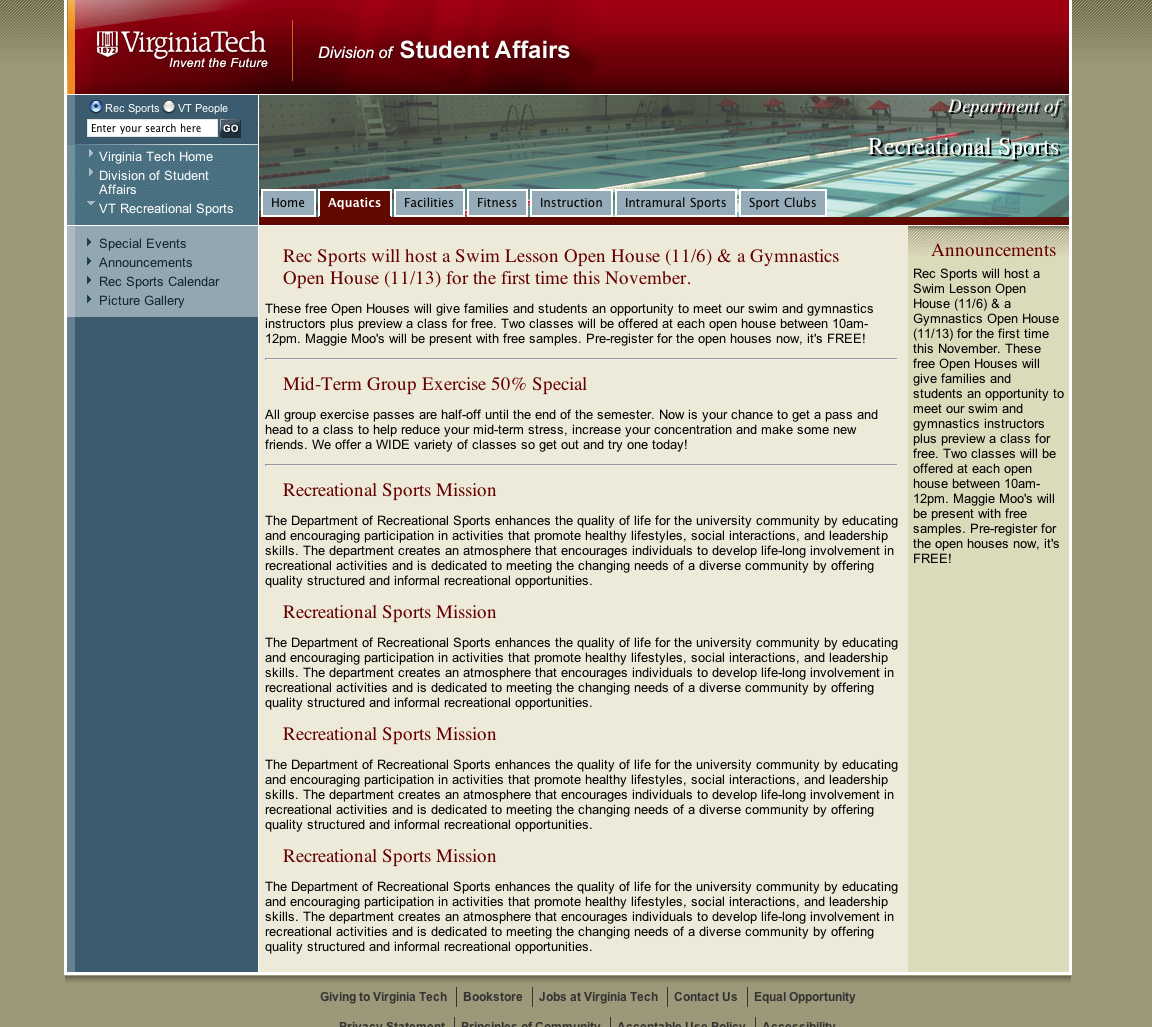 VirginiaTech
1872
Invent the Future
Division of Student Affairs
Rec Sports VT People
Enter your search here GO
Virginia Tech Home
Division of Student
Affairs
VT Recreational Sports
Special Events
Announcements
Rec Sports Calendar
Picture Gallery
Department of
Recreational Sports
Home Aquatics Facilities Fitness Instruction Intramural Sports Sport Clubs
Rec Sports will host a Swim Lesson Open House (11/6) & a Gymnastics
Open House (11/13) for the first time this November.
These free Open Houses will give families and students an opportunity to meet our swim and gymnastics
instructors plus preview a class for free. Two classes will be offered at each open house between 10am-
12pm. Maggie Moo's will be present with free samples. Pre-register for the open houses now, it's FREE!
Mid-Term Group Exercise 50% Special
All group exercise passes are half-off until the end of the semester. Now is your chance to get a pass and
head to a class to help reduce your mid-term stress, increase your concentration and make some new
friends. We offer a WIDE variety of classes so get out and try one today!
Recreational Sports Mission
The Department of Recreational Sports enhances the quality of life for the university community by educating
and encouraging participation in activities that promote healthy lifestyles, social interactions, and leadership
skills. The department creates an atmosphere that encourages individuals to develop life-long involvement in
recreational activities and is dedicated to meeting the changing needs of a diverse community by offering
quality structured and informal recreational opportunities.
Recreational Sports Mission
The Department of Recreational Sports enhances the quality of life for the university community by educating
and encouraging participation in activities that promote healthy lifestyles, social interactions, and leadership
skills. The department creates an atmosphere that encourages individuals to develop life-long involvement in
recreational activities and is dedicated to meeting the changing needs of a diverse community by offering
quality structured and informal recreational opportunities.
Recreational Sports Mission
The Department of Recreational Sports enhances the quality of life for the university community by educating
and encouraging participation in activities that promote healthy lifestyles, social interactions, and leadership
skills. The department creates an atmosphere that encourages individuals to develop life-long involvement in
recreational activities and is dedicated to meeting the changing needs of a diverse community by offering
quality structured and informal recreational opportunities.
Recreational Sports Mission
The Department of Recreational Sports enhances the quality of life for the university community by educating
and encouraging participation in activities that promote healthy lifestyles, social interactions, and leadership
skills. The department creates an atmosphere that encourages individuals to develop life-long involvement in
recreational activities and is dedicated to meeting the changing needs of a diverse community by offering
quality structured and informal recreational opportunities.
Announcements
Rec Sports will host a
Swim Lesson Open
House (11/6) & a
Gymnastics Open House
(11/13) for the first time
this November. These
free Open Houses will
give families and
students an opportunity to
meet our swim and
gymnastics instructors
plus preview a class for
free. Two classes will be
offered at each open
house between 10am-
12pm. Maggie Moo's will
be present with free
samples. Pre-register for
the open houses now, it's
FREE!
Giving to Virginia Tech Bookstore Jobs at Virginia Tech Contact Us Equal Opportunity
Privacy Statement Principles of Community Acceptable Use Policy Accessibility